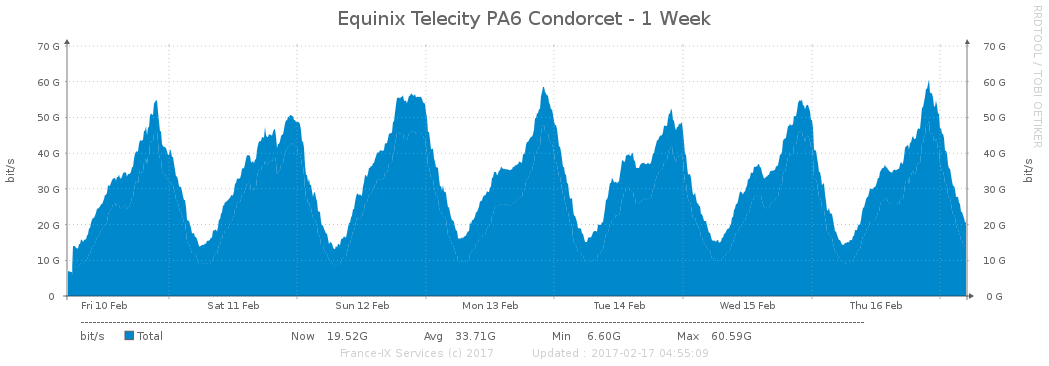 Equinix Telecity PA6 Condorcet - 1 Week
RRDTOOL / TOBI OETIKER
70 G 70 G
60 G 60 G
50 G 50 G
40 G 40 G
30 G 30 G
20 G 20 G
10 G 10 G
0 0 G
bit/s
bit/s
Fri 10 Feb Sat 11 Feb Sun 12 Feb Mon 13 Feb Tue 14 Feb Wed 15 Feb Thu 16 Feb
bit/s Total Now 19.52G Avg 33.71G Min 6.60G Max 60.59G
France-IX Services (c) 2017 Updated : 2017-02-17 04:55:09